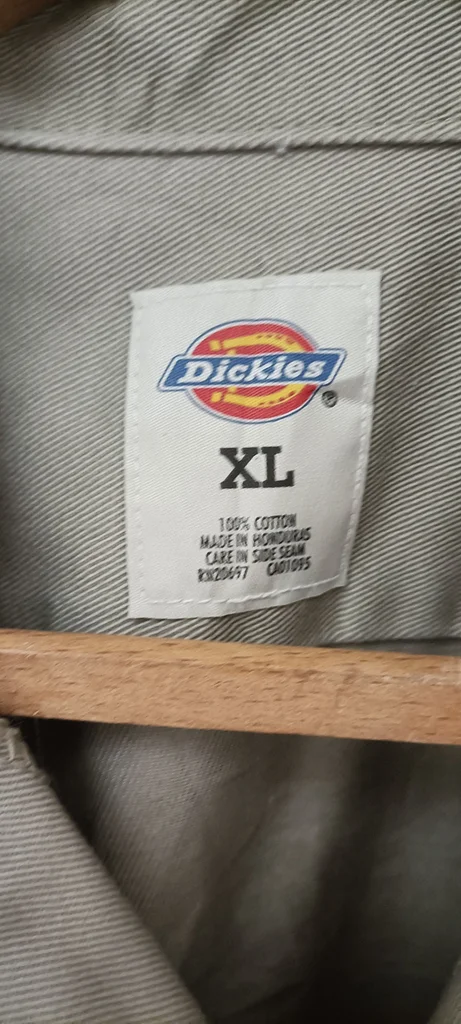 Dickies®
XL
100% COTTON
MADE IN HONDURAS
CARE IN SIDE SEAM
RN20697 CA01095